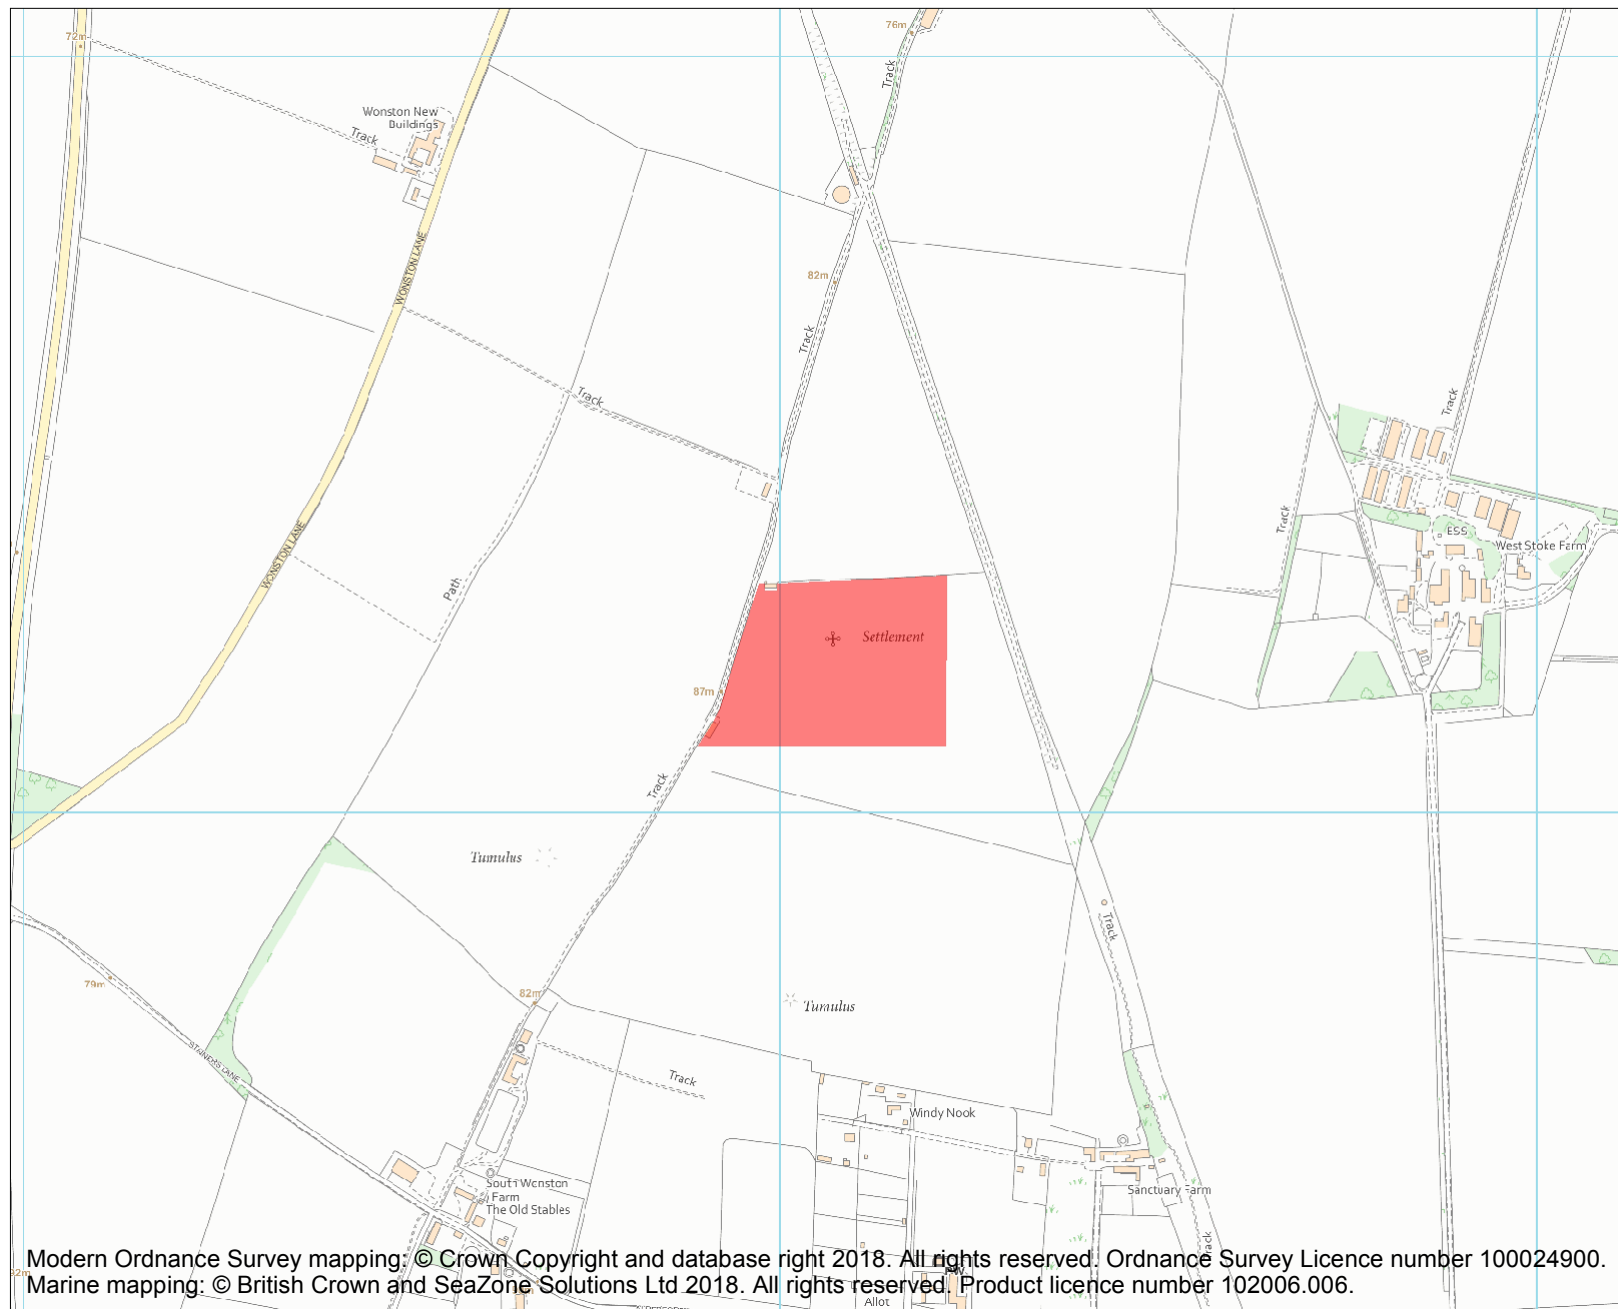 76m
72m
Track
Wonston New
Buildings
Track
WONSTON LANE
82m
Track
Track
Track
Track
ESS
West Stoke Farm
WONSTON LANE
Path
Settlement
87m
Track
Tumulus
Track
79m
82m
Tumulus
STAINERS LANE
Track
Windy Nook
South Wonston
Farm
The Old Stables
Sanctuary Farm
Track
Modern Ordnance Survey mapping: © Crown Copyright and database right 2018. All rights reserved. Ordnance Survey Licence number 100024900.
Marine mapping: © British Crown and SeaZone Solutions Ltd 2018. All rights reserved. Product licence number 102006.006.
Allot